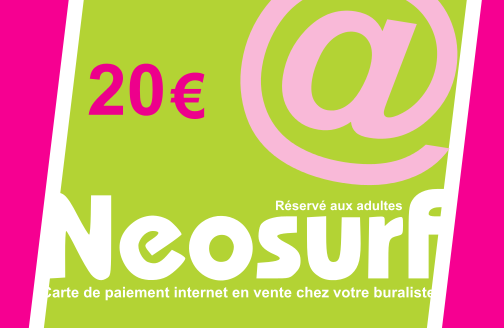 @
20€
Réservé aux adultes
Neosurf
Carte de paiement internet en vente chez votre buraliste